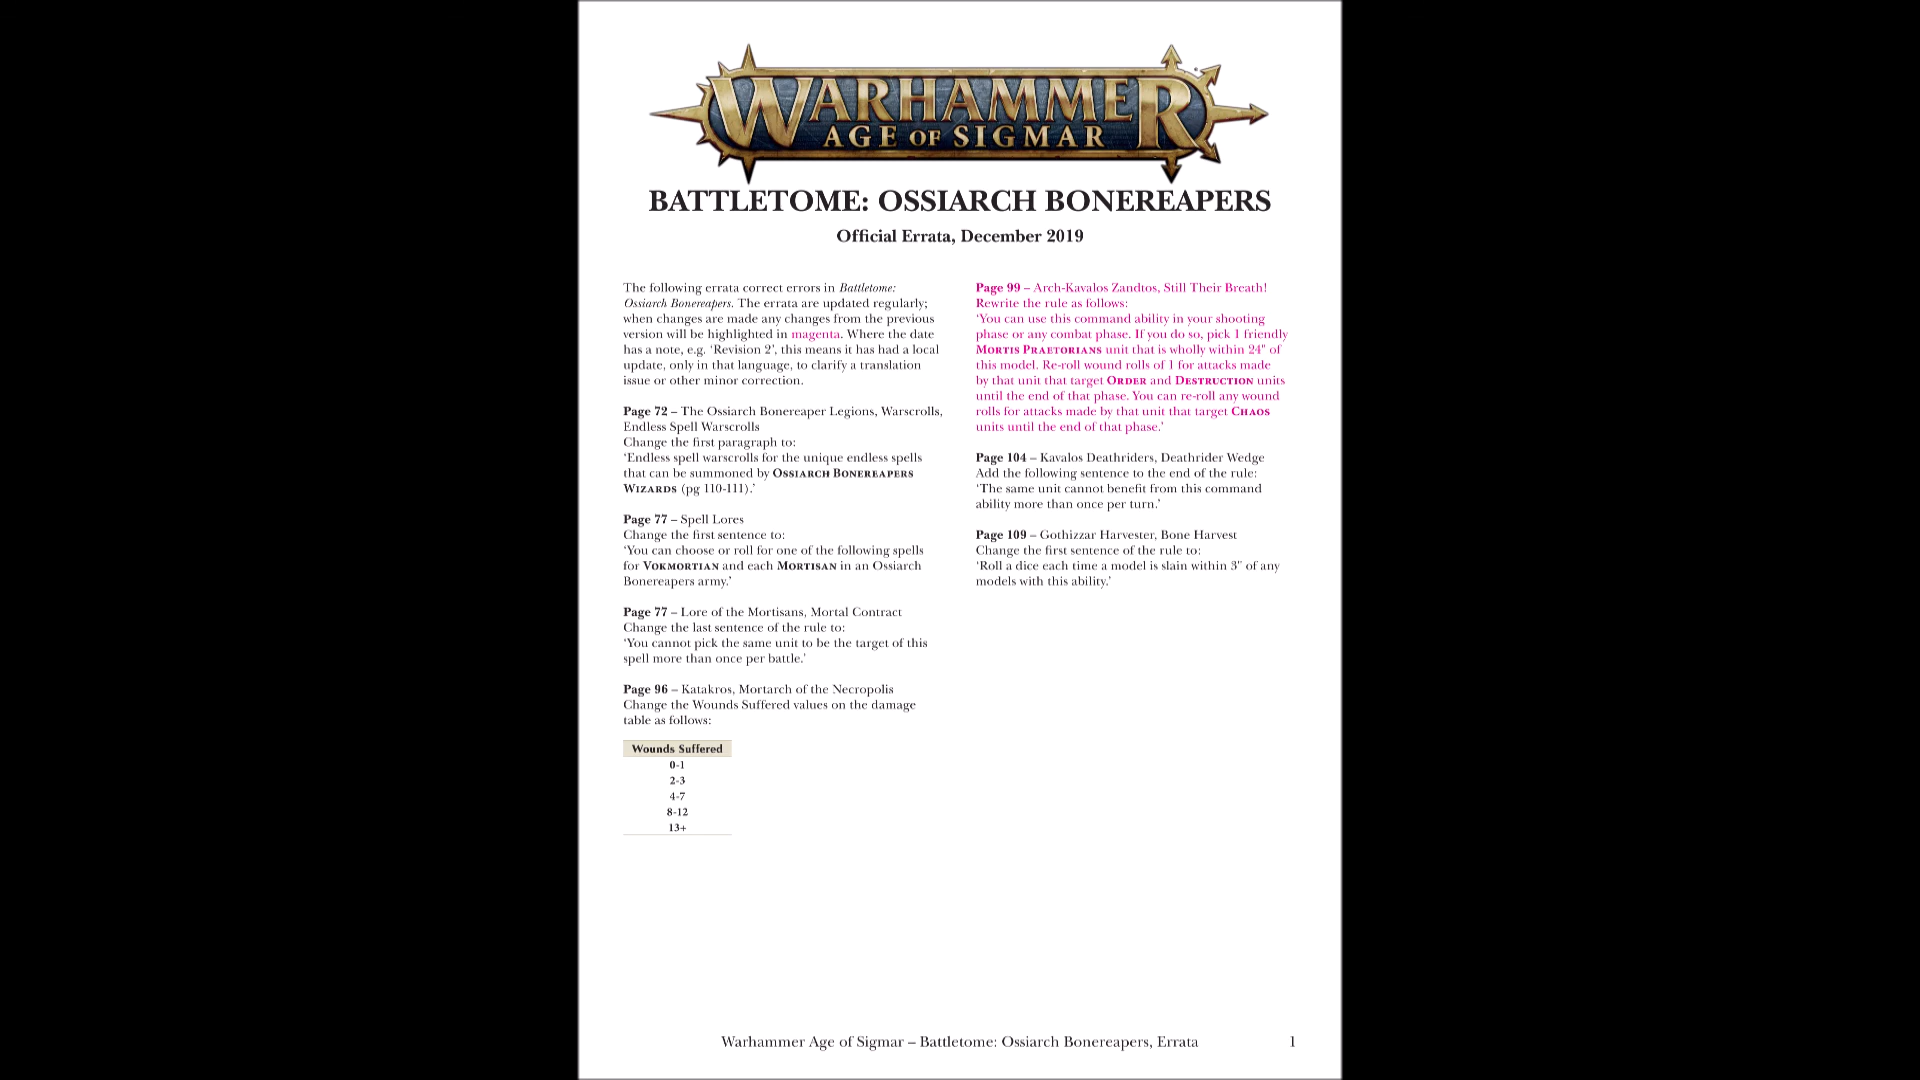 WARHAMMER
AGE OF SIGMAR
BATTLETOME: OSSIARCH BONEREAPERS
Official Errata, December 2019
The following errata correct errors in Battletome:
Ossiarch Bonereapers. The errata are updated regularly;
when changes are made any changes from the previous
version will be highlighted in magenta. Where the date
has a note, e.g. ‘Revision 2’, this means it has had a local
update, only in that language, to clarify a translation
issue or other minor correction.
Page 72 – The Ossiarch Bonereaper Legions, Warscrolls,
Endless Spell Warscrolls
Change the first paragraph to:
‘Endless spell warscrolls for the unique endless spells
that can be summoned by OSSIARCH BONEREAPERS
WIZARDS (pg 110-111).’
Page 77 – Spell Lores
Change the first sentence to:
‘You can choose or roll for one of the following spells
for VOKMORTIAN and each MORTISAN in an Ossiarch
Bonereapers army.’
Page 77 – Lore of the Mortisans, Mortal Contract
Change the last sentence of the rule to:
‘You cannot pick the same unit to be the target of this
spell more than once per battle.’
Page 96 – Katakros, Mortarch of the Necropolis
Change the Wounds Suffered values on the damage
table as follows:
Wounds Suffered
0-1
2-3
4-7
8-12
13+
Page 99 – Arch-Kavalos Zandtos, Still Their Breath!
Rewrite the rule as follows:
‘You can use this command ability in your shooting
phase or any combat phase. If you do so, pick 1 friendly
MORTIS PRAETORIANS unit that is wholly within 24" of
this model. Re-roll wound rolls of 1 for attacks made
by that unit that target ORDER and DESTRUCTION units
until the end of that phase. You can re-roll any wound
rolls for attacks made by that unit that target CHAOS
units until the end of that phase.’
Page 104 – Kavalos Deathriders, Deathrider Wedge
Add the following sentence to the end of the rule:
‘The same unit cannot benefit from this command
ability more than once per turn.’
Page 109 – Gothizzar Harvester, Bone Harvest
Change the first sentence of the rule to:
‘Roll a dice each time a model is slain within 3" of any
models with this ability.’
Warhammer Age of Sigmar – Battletome: Ossiarch Bonereapers, Errata 1